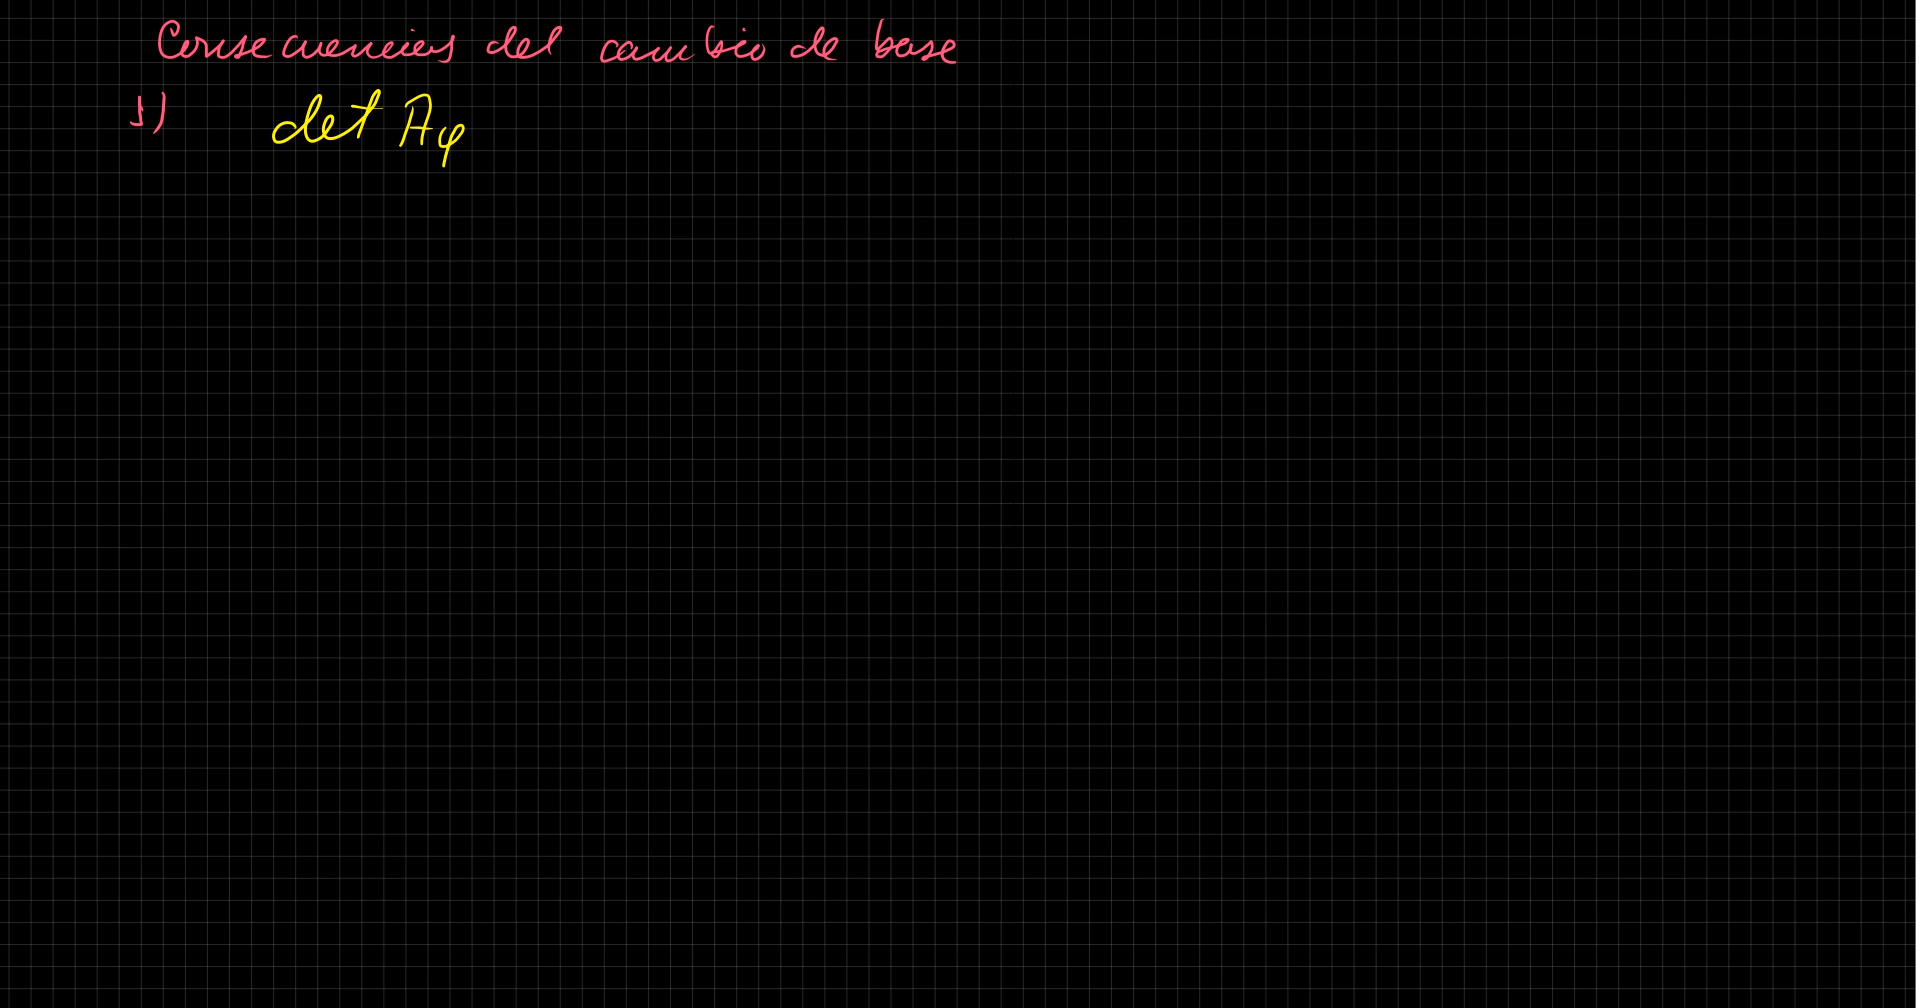 Consecuencias del cambio de base
1) det Aφ